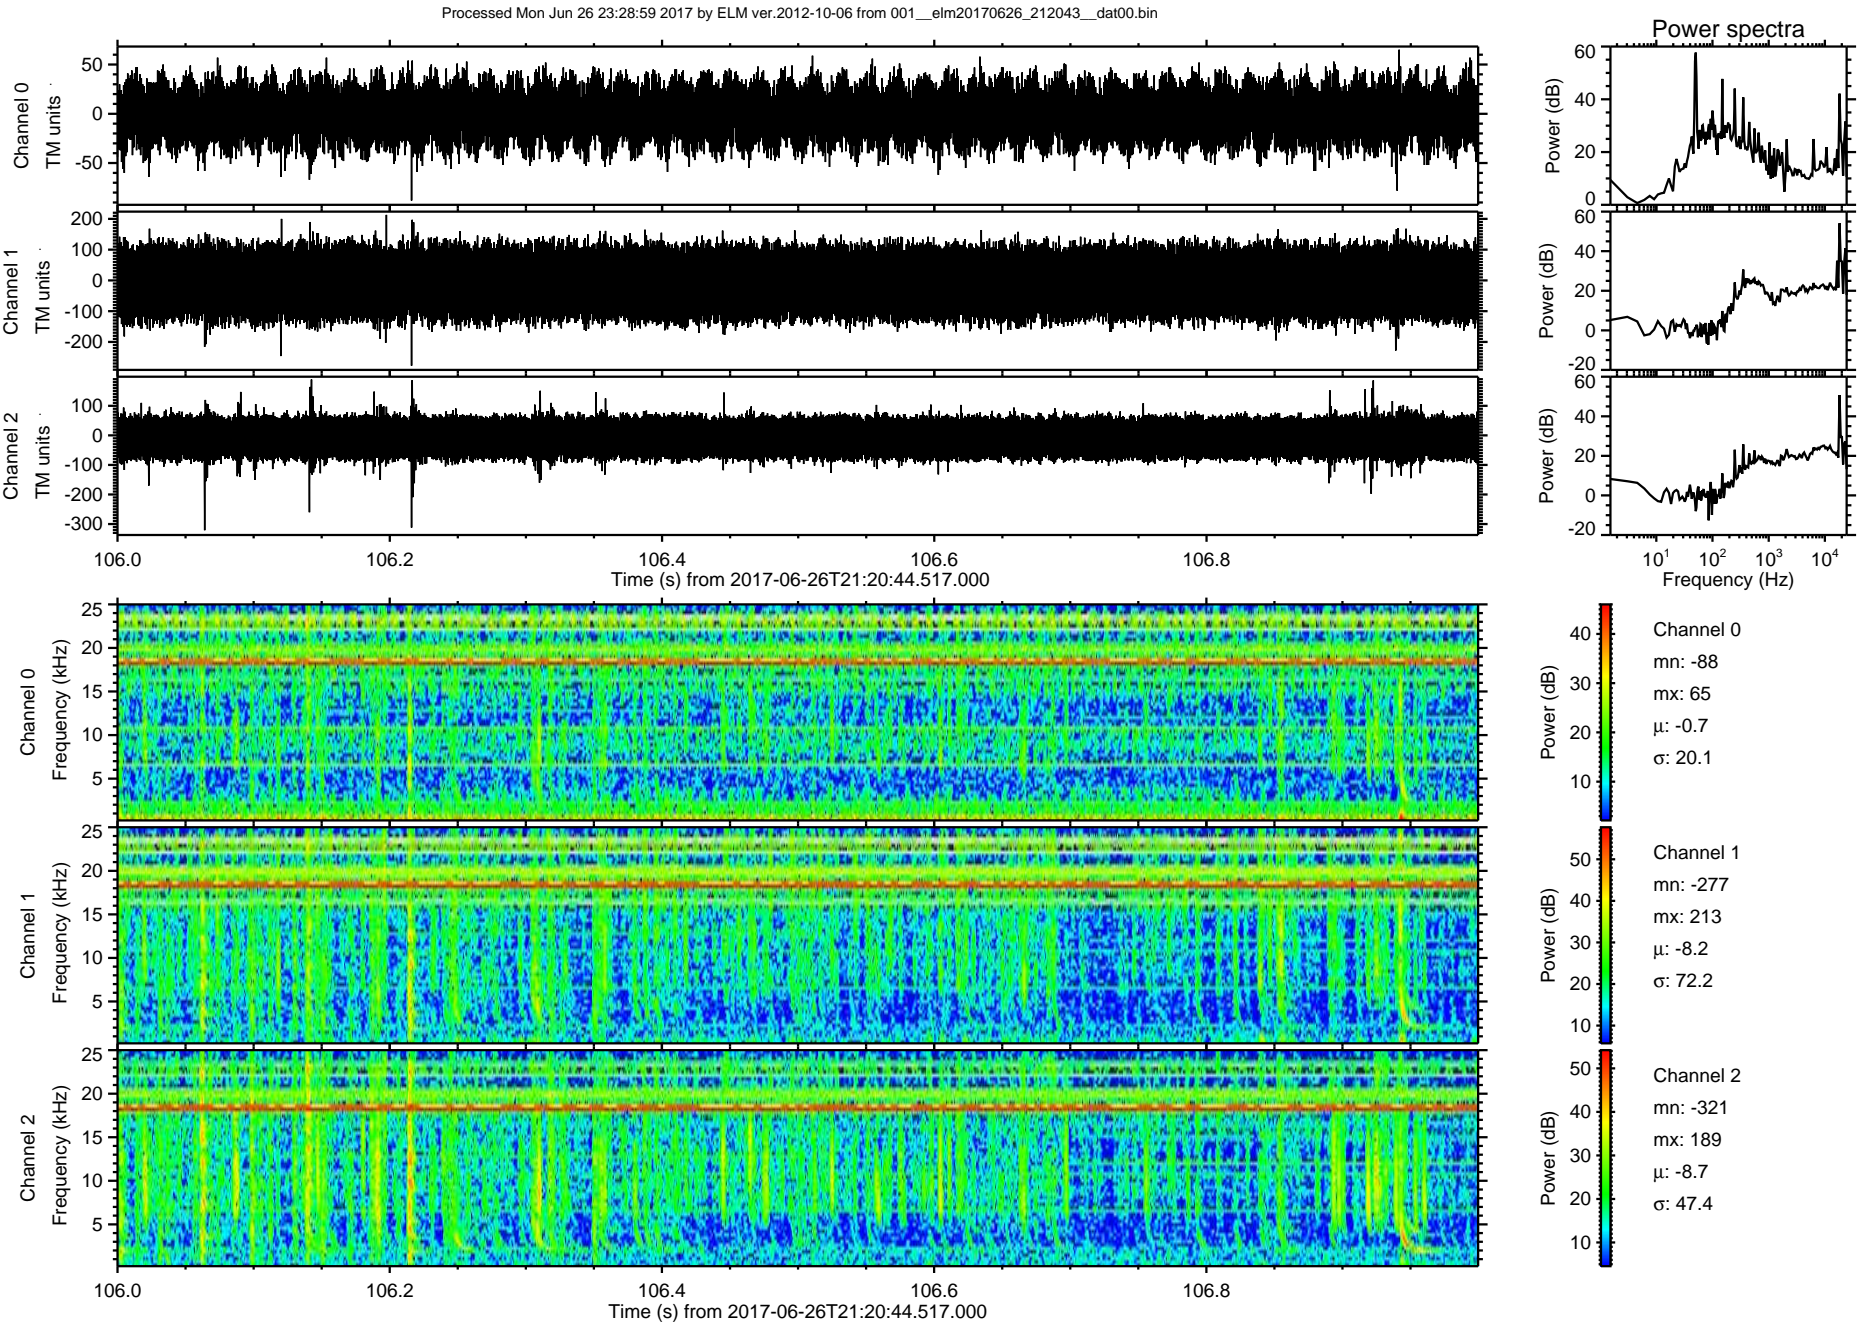 Processed Mon Jun 26 23:28:59 2017 by ELM ver.2012-10-06 from 001__elm20170626_212043__dat00.bin
Power spectra
Channel 0
TM units
50
0
-50
Power (dB)
60
40
20
0
Channel 1
TM units
200
100
0
-100
-200
Power (dB)
60
40
20
0
-20
Channel 2
TM units
100
0
-100
-200
-300
Power (dB)
60
40
20
0
-20
106.0 106.2 106.4 106.6 106.8
Time (s) from 2017-06-26T21:20:44.517.000
10¹ 10² 10³ 10⁴
Frequency (Hz)
Channel 0
Frequency (kHz)
25
20
15
10
5
Power (dB)
40
30
20
10
Channel 0
mn: -88
mx: 65
μ: -0.7
σ: 20.1
Channel 1
Frequency (kHz)
25
20
15
10
5
Power (dB)
50
40
30
20
10
Channel 1
mn: -277
mx: 213
μ: -8.2
σ: 72.2
Channel 2
Frequency (kHz)
25
20
15
10
5
Power (dB)
50
40
30
20
10
Channel 2
mn: -321
mx: 189
μ: -8.7
σ: 47.4
106.0 106.2 106.4 106.6 106.8
Time (s) from 2017-06-26T21:20:44.517.000